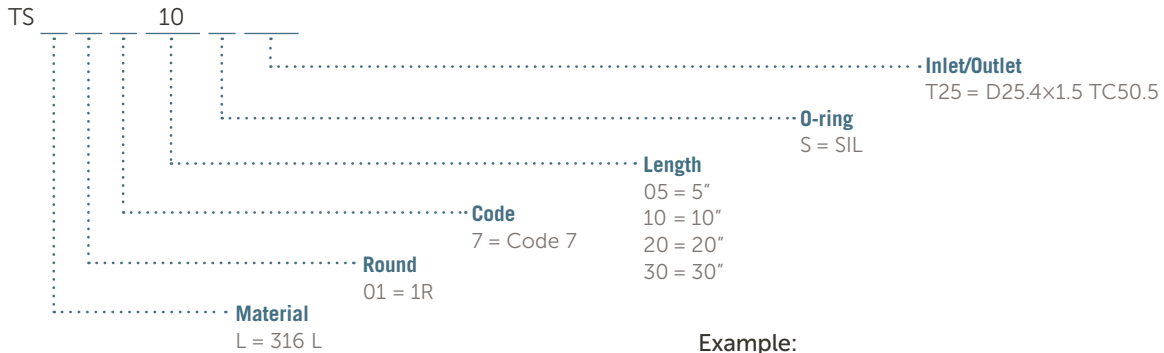 TS 10
Inlet/Outlet
T25 = D25.4×1.5 TC50.5
O-ring
S = SIL
Length
05 = 5"
10 = 10"
20 = 20"
30 = 30"
Code
7 = Code 7
Round
01 = 1R
Material
L = 316 L
Example: